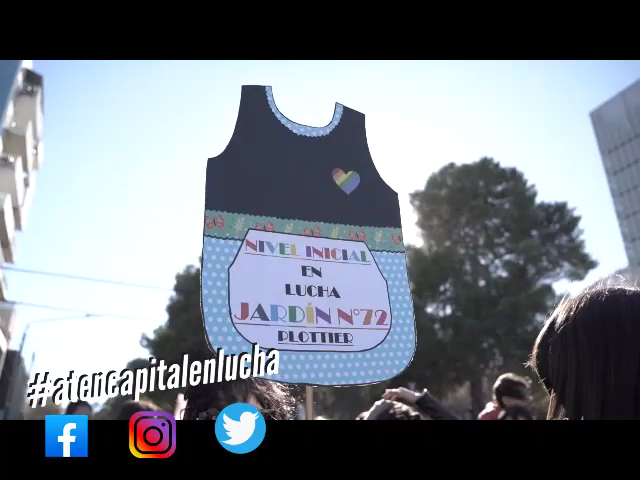 NIVEL INICIAL
EN
LUCHA
JARDÍN N°72
PLOTTIER
#atencapitalenlucha